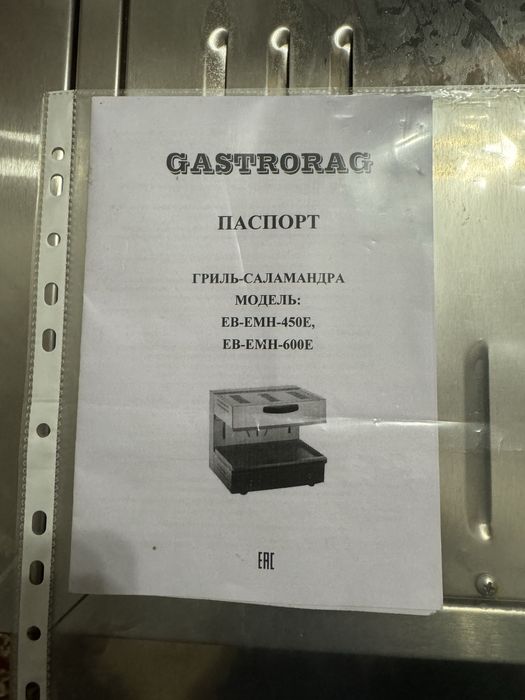 GASTRORAG
ПАСПОРТ
ГРИЛЬ-САЛАМАНДРА
МОДЕЛЬ:
EB-EMH-450E,
EB-EMH-600E
EAC